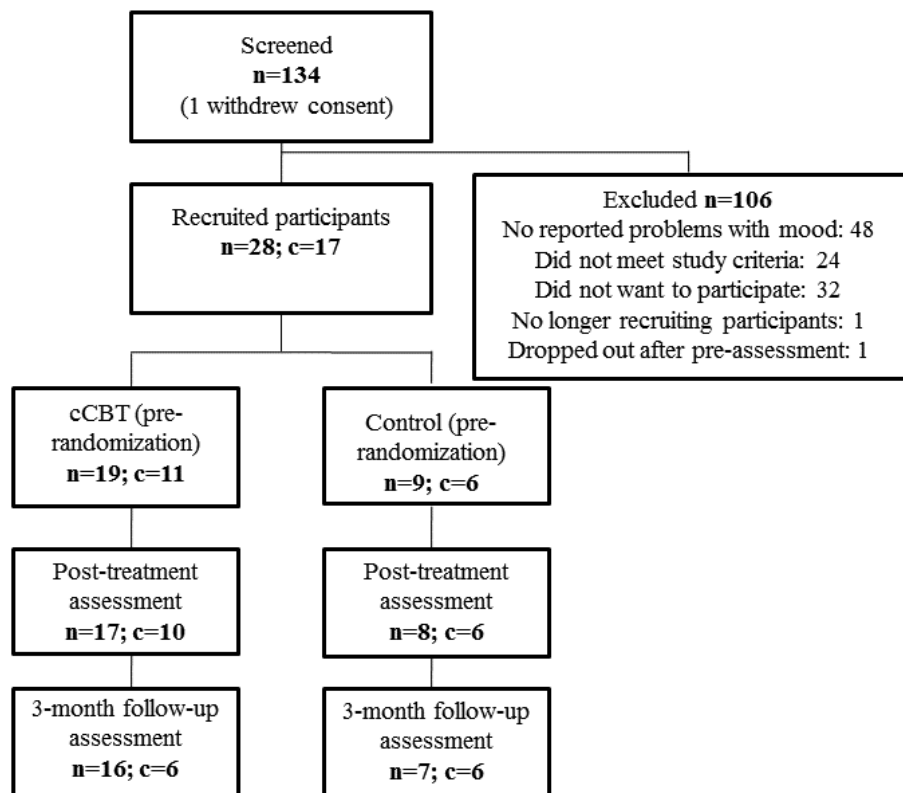 Screened
n=134
(1 withdrew consent)
Recruited participants
n=28; c=17
Excluded n=106
No reported problems with mood: 48
Did not meet study criteria: 24
Did not want to participate: 32
No longer recruiting participants: 1
Dropped out after pre-assessment: 1
cCBT (pre-
randomization)
n=19; c=11
Control (pre-
randomization)
n=9; c=6
Post-treatment
assessment
n=17; c=10
Post-treatment
assessment
n=8; c=6
3-month follow-up
assessment
n=16; c=6
3-month follow-up
assessment
n=7; c=6